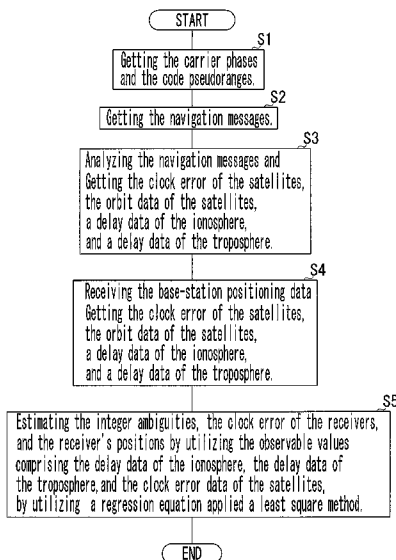 START
S1
Getting the carrier phases
and the code pseudoranges.
S2
Getting the navigation messages.
S3
Analyzing the navigation messages and
Getting the clock error of the satellites,
the orbit data of the satellites,
a delay data of the ionosphere,
and a delay data of the troposphere.
S4
Receiving the base-station positioning data
Getting the clock error of the satellites,
the orbit data of the satellites,
a delay data of the ionosphere,
and a delay data of the troposphere.
S5
Estimating the integer ambiguities, the clock error of the receivers,
and the receiver's positions by utilizing the observable values
comprising the delay data of the ionosphere, the delay data of
the troposphere, and the clock error data of the satellites,
by utilizing a regression equation applied a least square method.
END